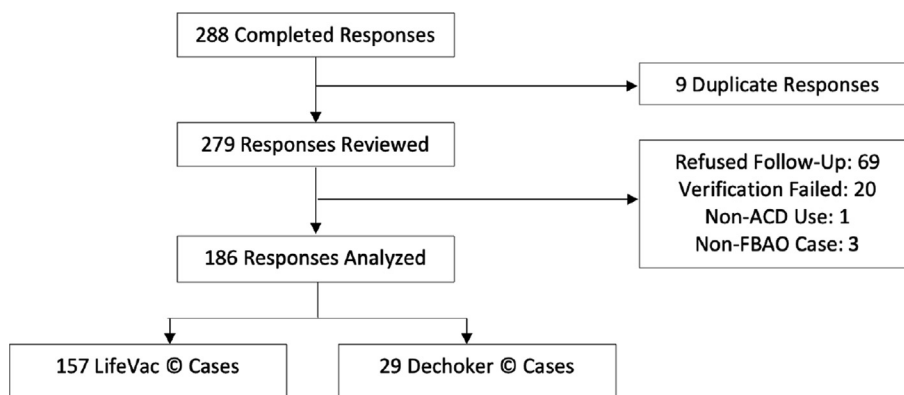 288 Completed Responses
9 Duplicate Responses
279 Responses Reviewed
Refused Follow-Up: 69
Verification Failed: 20
Non-ACD Use: 1
Non-FBAO Case: 3
186 Responses Analyzed
157 LifeVac © Cases
29 Dechoker © Cases